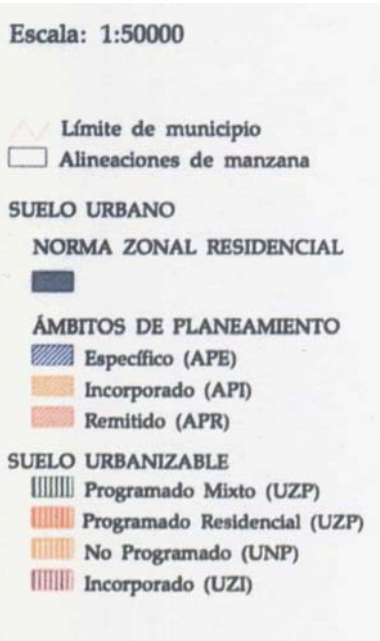 Escala: 1:50000
Límite de municipio
Alineaciones de manzana
SUELO URBANO
NORMA ZONAL RESIDENCIAL
ÁMBITOS DE PLANEAMIENTO
Específico (APE)
Incorporado (API)
Remitido (APR)
SUELO URBANIZABLE
Programado Mixto (UZP)
Programado Residencial (UZP)
No Programado (UNP)
Incorporado (UZI)